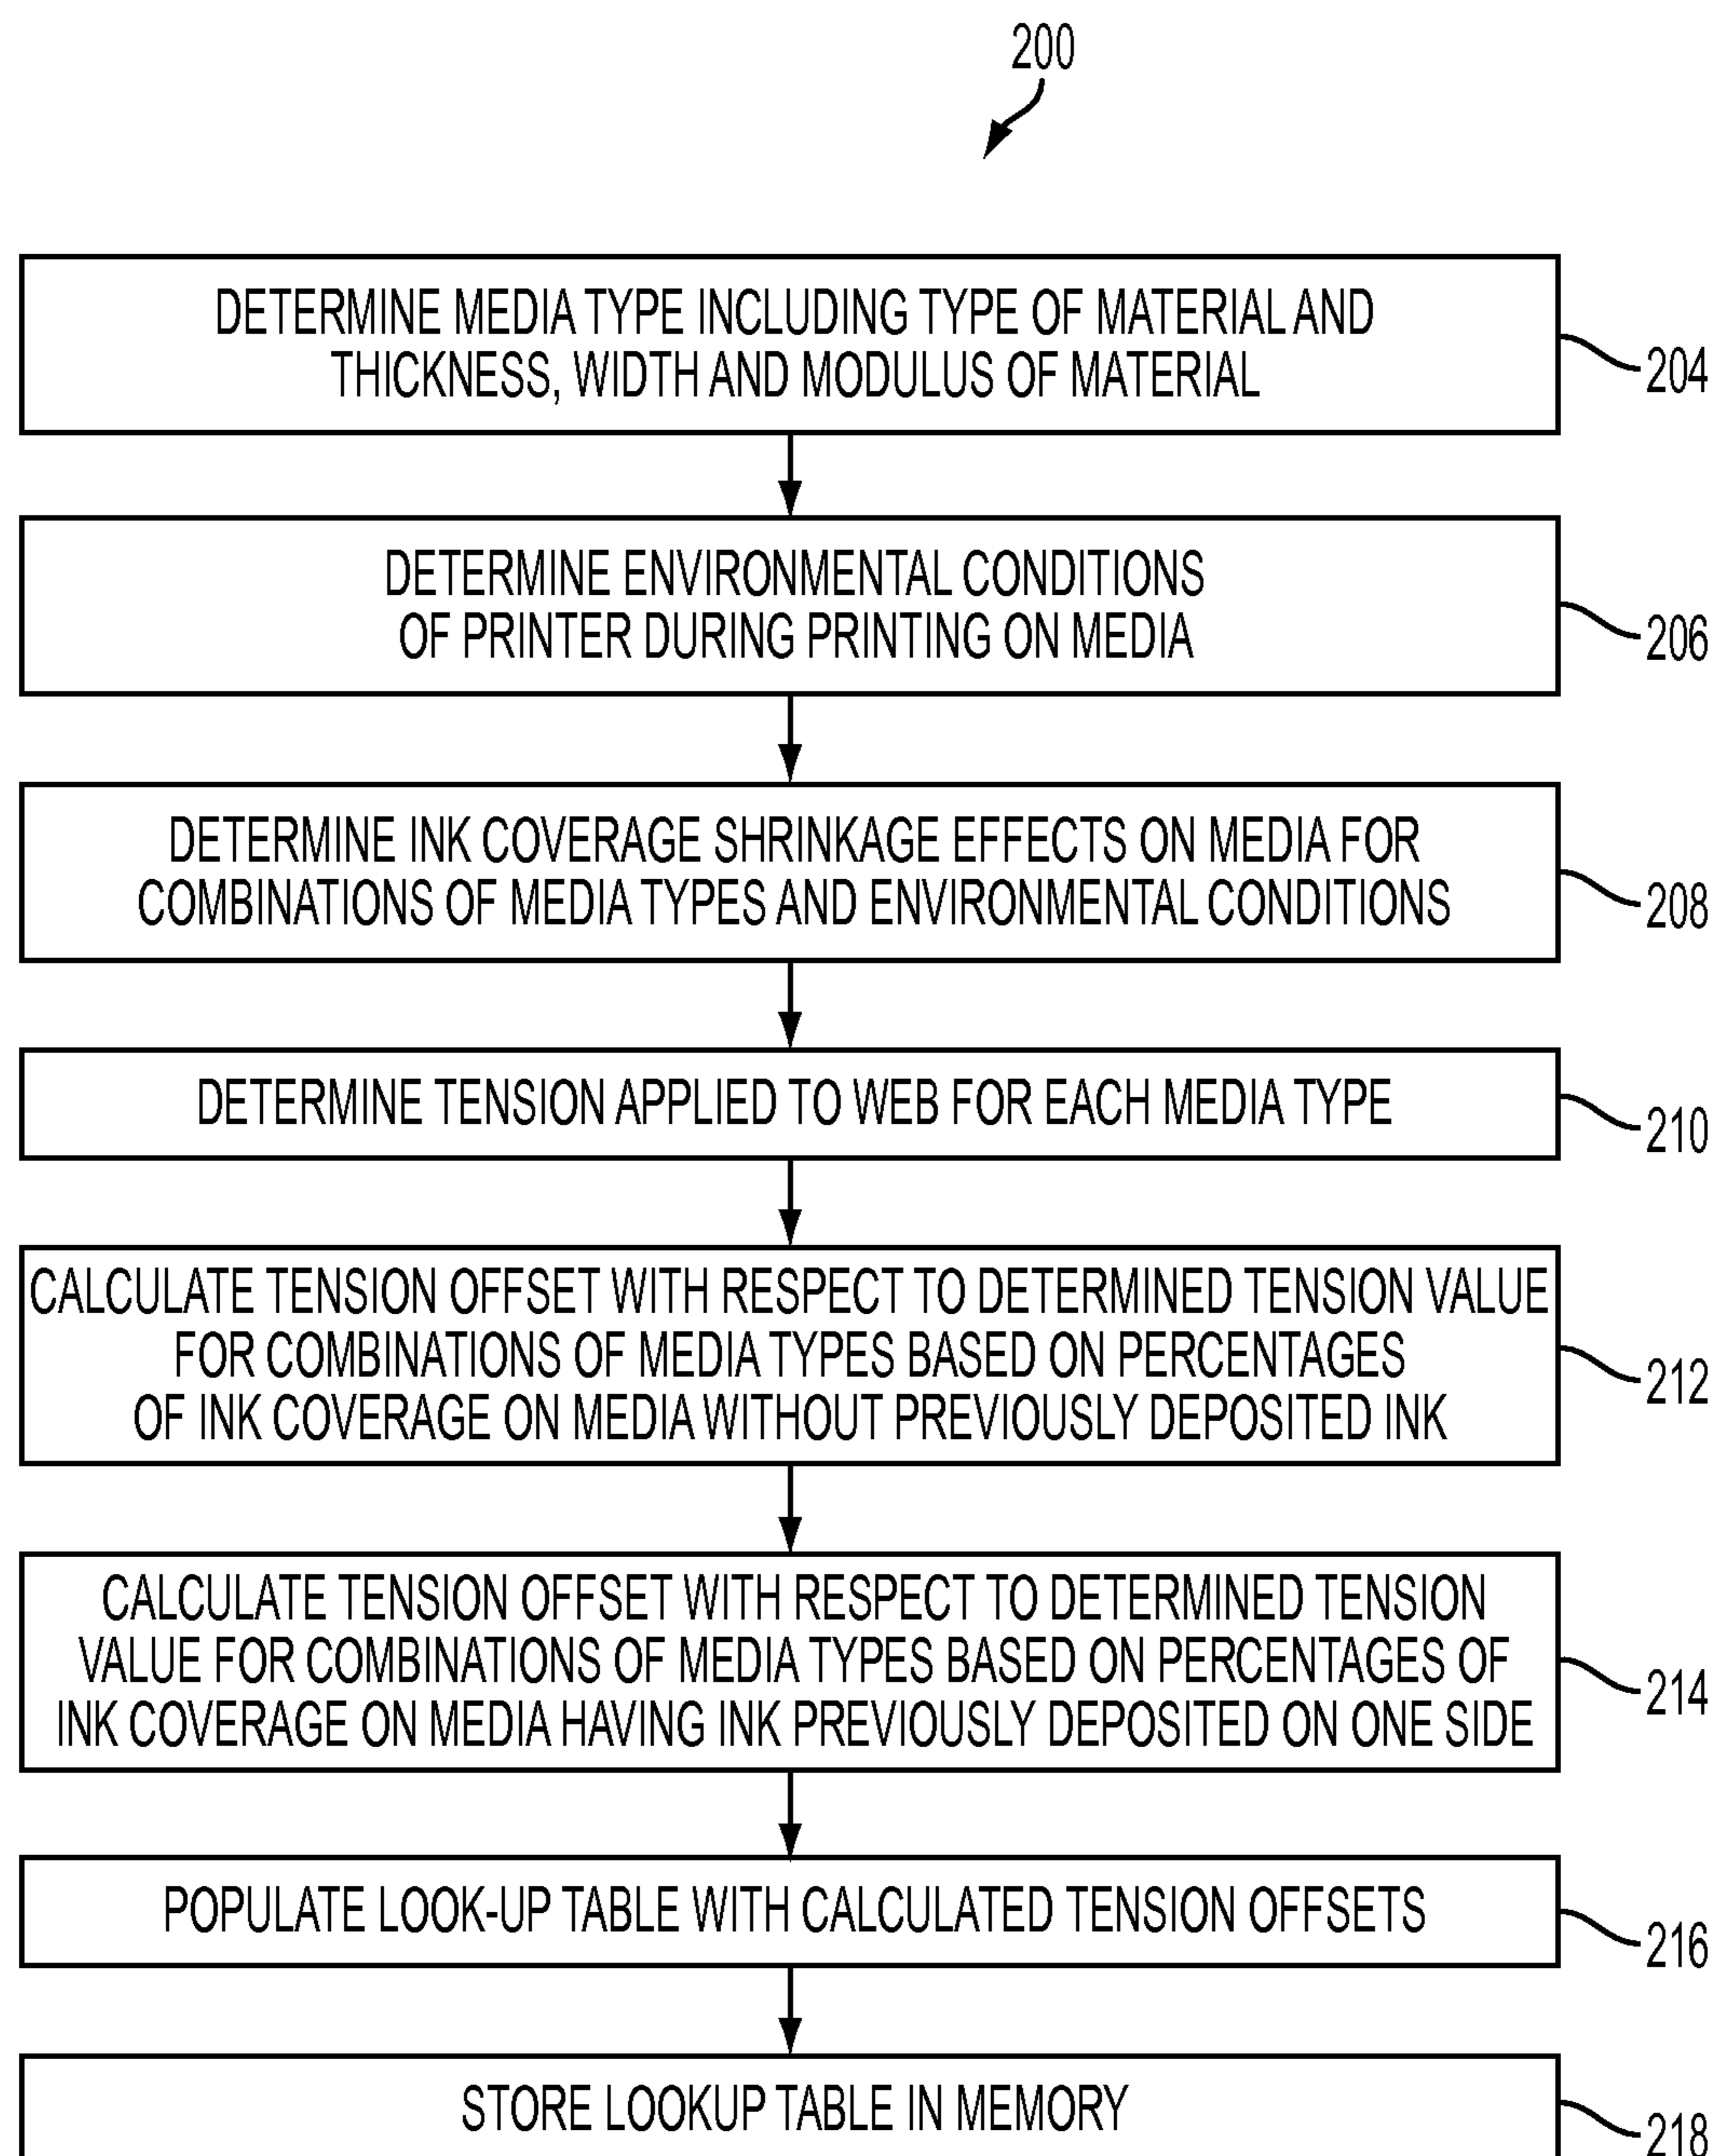 200
DETERMINE MEDIA TYPE INCLUDING TYPE OF MATERIAL AND
THICKNESS, WIDTH AND MODULUS OF MATERIAL
204
DETERMINE ENVIRONMENTAL CONDITIONS
OF PRINTER DURING PRINTING ON MEDIA
206
DETERMINE INK COVERAGE SHRINKAGE EFFECTS ON MEDIA FOR
COMBINATIONS OF MEDIA TYPES AND ENVIRONMENTAL CONDITIONS
208
DETERMINE TENSION APPLIED TO WEB FOR EACH MEDIA TYPE
210
CALCULATE TENSION OFFSET WITH RESPECT TO DETERMINED TENSION VALUE
FOR COMBINATIONS OF MEDIA TYPES BASED ON PERCENTAGES
OF INK COVERAGE ON MEDIA WITHOUT PREVIOUSLY DEPOSITED INK
212
CALCULATE TENSION OFFSET WITH RESPECT TO DETERMINED TENSION
VALUE FOR COMBINATIONS OF MEDIA TYPES BASED ON PERCENTAGES OF
INK COVERAGE ON MEDIA HAVING INK PREVIOUSLY DEPOSITED ON ONE SIDE
214
POPULATE LOOK-UP TABLE WITH CALCULATED TENSION OFFSETS
216
STORE LOOKUP TABLE IN MEMORY
218